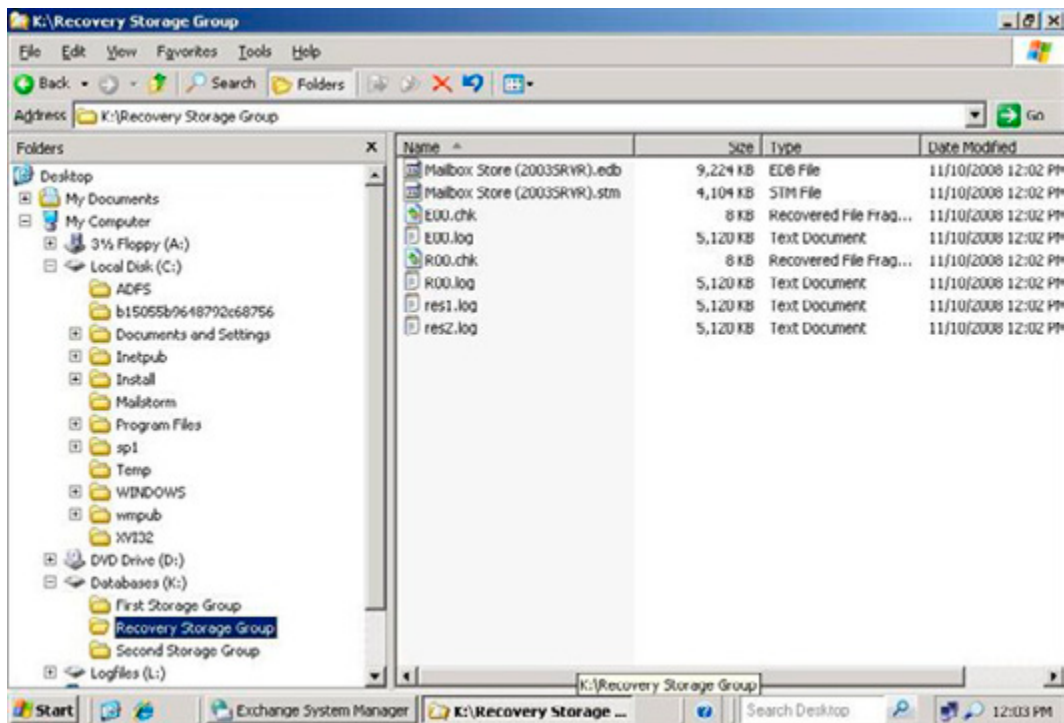 K:\Recovery Storage Group
File Edit View Favorites Tools Help
Back Search Folders
Address K:\Recovery Storage Group Go
Folders
Desktop
My Documents
My Computer
3½ Floppy (A:)
Local Disk (C:)
ADFS
b15055b9648792c68756
Documents and Settings
Inetpub
Install
Mailstorm
Program Files
sp1
Temp
WINDOWS
wmpub
XVI32
DVD Drive (D:)
Databases (K:)
First Storage Group
Recovery Storage Group
Second Storage Group
Logfiles (L:)
Name Size Type Date Modified
Mailbox Store (2003SRVR).edb 9,224 KB EDB File 11/10/2008 12:02 PM
Mailbox Store (2003SRVR).stm 4,104 KB STM File 11/10/2008 12:02 PM
E00.chk 8 KB Recovered File Frag... 11/10/2008 12:02 PM
E00.log 5,120 KB Text Document 11/10/2008 12:02 PM
R00.chk 8 KB Recovered File Frag... 11/10/2008 12:02 PM
R00.log 5,120 KB Text Document 11/10/2008 12:02 PM
res1.log 5,120 KB Text Document 11/10/2008 12:02 PM
res2.log 5,120 KB Text Document 11/10/2008 12:02 PM
K:\Recovery Storage Group
Start Exchange System Manager K:\Recovery Storage ... Search Desktop 12:03 PM